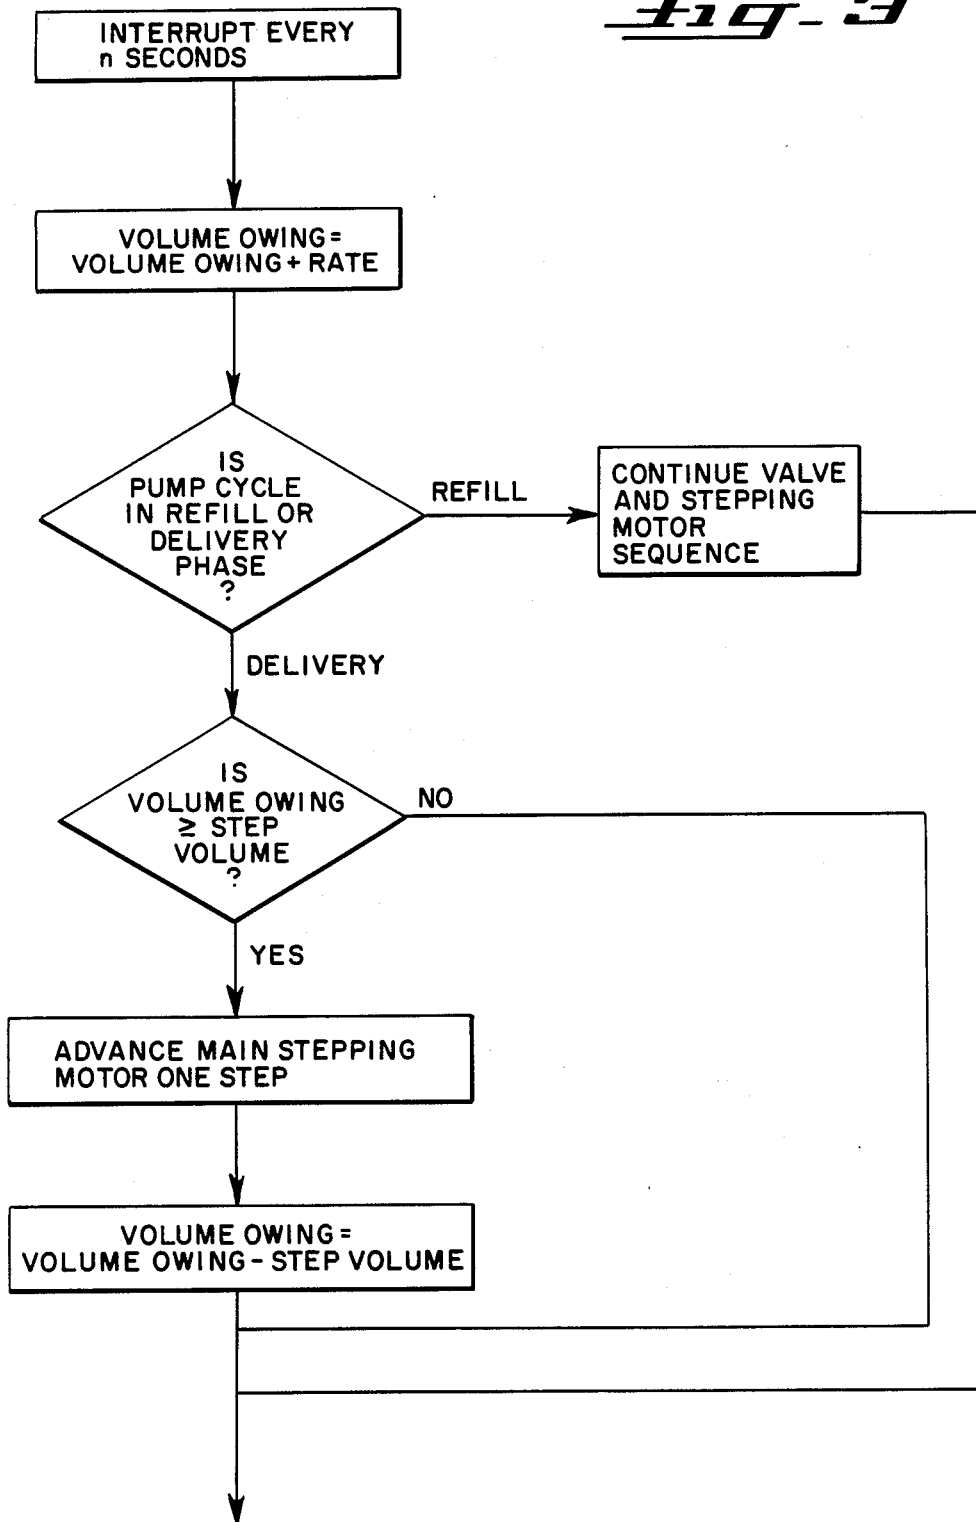 Fig-3
INTERRUPT EVERY
n SECONDS
VOLUME OWING=
VOLUME OWING+RATE
IS
PUMP CYCLE
IN REFILL OR
DELIVERY
PHASE
?
REFILL
CONTINUE VALVE
AND STEPPING
MOTOR
SEQUENCE
DELIVERY
IS
VOLUME OWING
≥ STEP
VOLUME
?
NO
YES
ADVANCE MAIN STEPPING
MOTOR ONE STEP
VOLUME OWING=
VOLUME OWING-STEP VOLUME